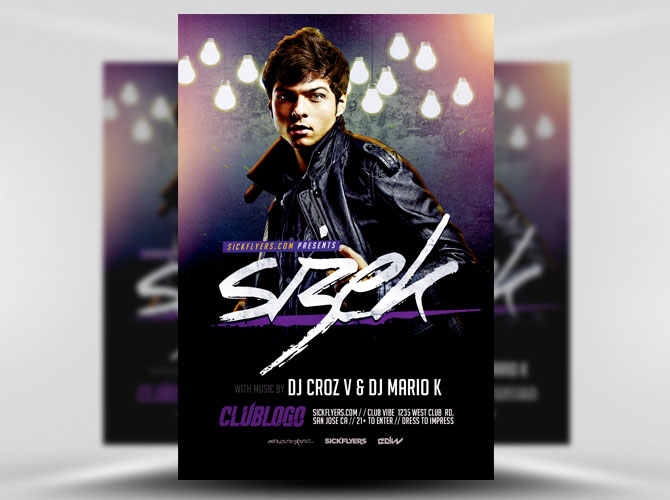 SICKFLYERS.COM PRESENTS
sizek
WITH MUSIC BY DJ CROZ V & DJ MARIO K
CLUBLOGO
SICKFLYERS.COM // CLUB VIBE 1235 WEST CLUB RD.
SAN JOSE CA // 21+ TO ENTER // DRESS TO IMPRESS
SICKFLYERS